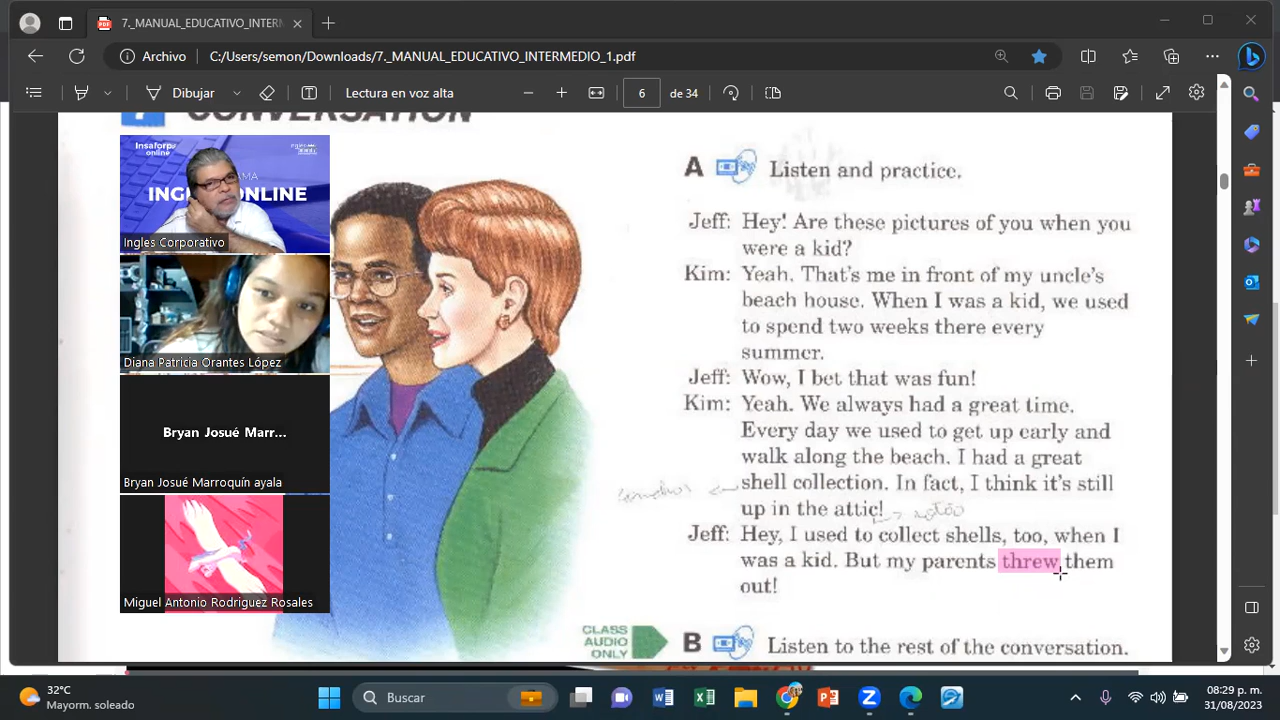 7._MANUAL_EDUCATIVO_INTERM
Archivo
C:/Users/semon/Downloads/7._MANUAL_EDUCATIVO_INTERMEDIO_1.pdf
Dibujar
Lectura en voz alta
6
de 34
CONVERSATION
A Listen and practice.
Jeff: Hey! Are these pictures of you when you
were a kid?
Kim: Yeah. That's me in front of my uncle's
beach house. When I was a kid, we used
to spend two weeks there every
summer.
Jeff: Wow, I bet that was fun!
Kim: Yeah. We always had a great time.
Every day we used to get up early and
walk along the beach. I had a great
shell collection. In fact, I think it's still
up in the attic!
Jeff: Hey, I used to collect shells, too, when I
was a kid. But my parents threw them
out!
CLASS
AUDIO
ONLY
B Listen to the rest of the conversation.
Insaforp
online
Ingles Corporativo
Diana Patricia Orantes López
Bryan Josué Marr...
Bryan Josué Marroquín ayala
Miguel Antonio Rodriguez Rosales
32°C
Mayorm. soleado
Buscar
08:29 p. m.
31/08/2023